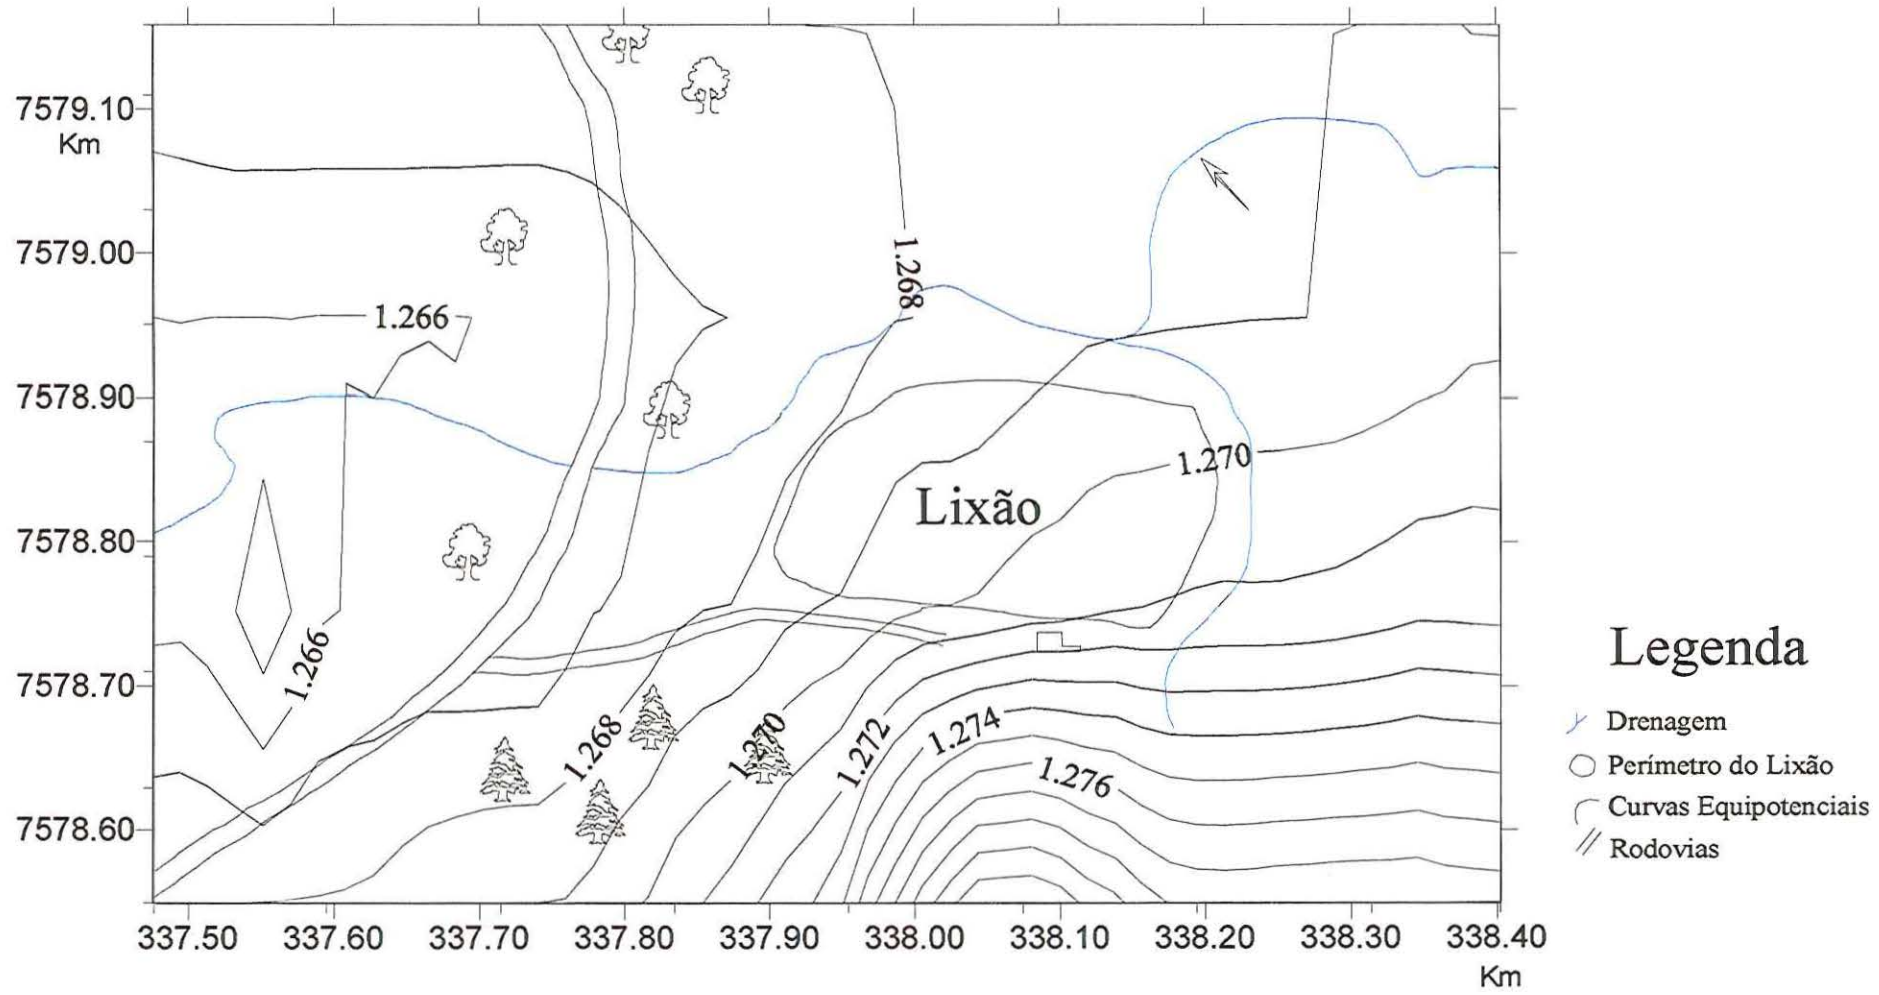 7579.10
Km
7579.00
7578.90
7578.80
7578.70
7578.60
1.268
1.266
1.270
Lixão
1.266
1.268
1.270
1.272
1.274
1.276
337.50 337.60 337.70 337.80 337.90 338.00 338.10 338.20 338.30 338.40
Km
Legenda
Drenagem
Perímetro do Lixão
Curvas Equipotenciais
Rodovias